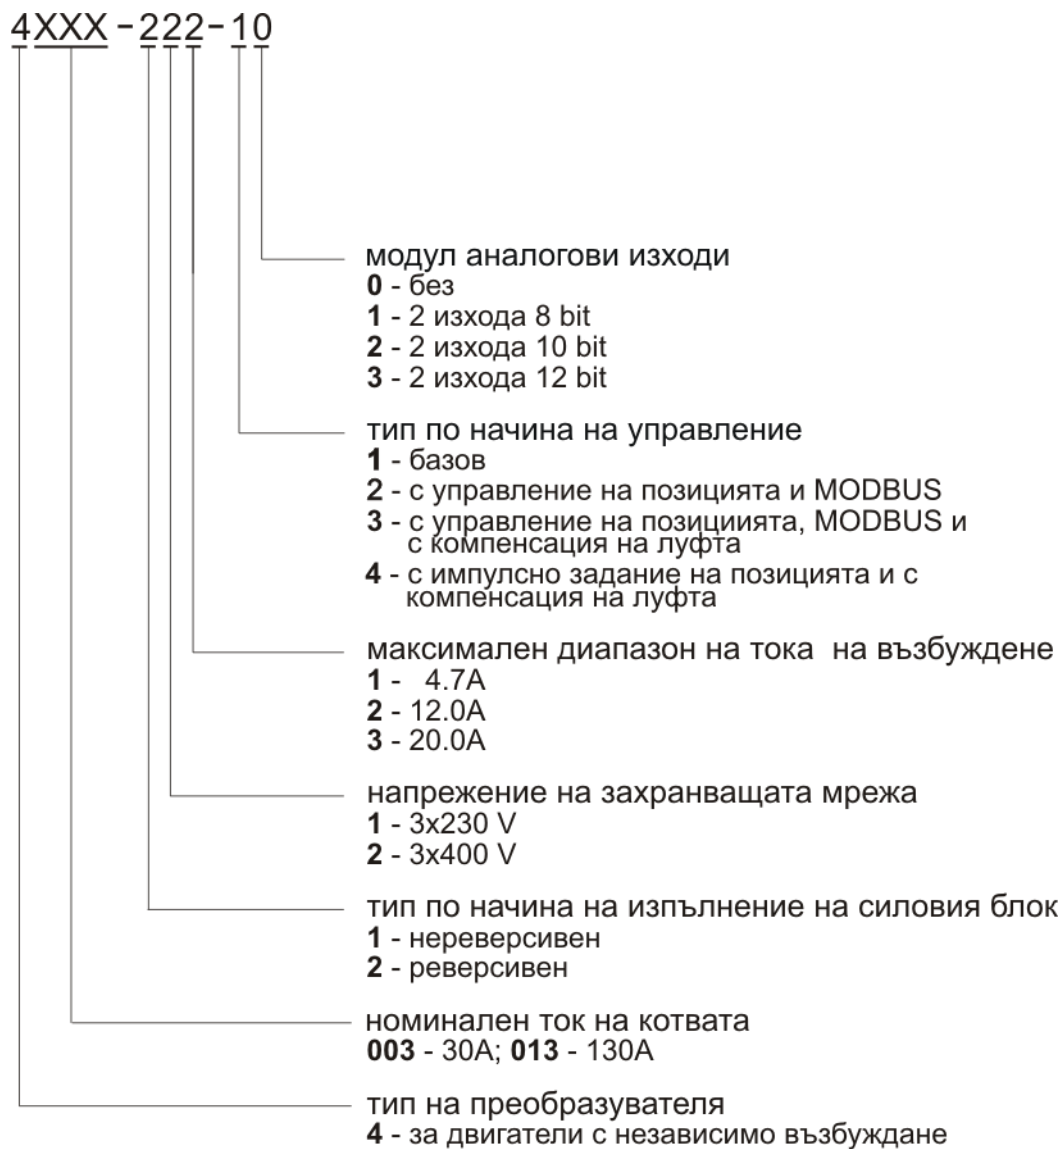 4XXX-222-10
модул аналогови изходи
0 - без
1 - 2 изхода 8 bit
2 - 2 изхода 10 bit
3 - 2 изхода 12 bit
тип по начина на управление
1 - базов
2 - с управление на позицията и MODBUS
3 - с управление на позициията, MODBUS и
с компенсация на луфта
4 - с импулсно задание на позицията и с
компенсация на луфта
максимален диапазон на тока на възбуждене
1 - 4.7A
2 - 12.0A
3 - 20.0A
напрежение на захранващата мрежа
1 - 3x230 V
2 - 3x400 V
тип по начина на изпълнение на силовия блок
1 - нереверсивен
2 - реверсивен
номинален ток на котвата
003 - 30A; 013 - 130A
тип на преобразувателя
4 - за двигатели с независимо възбуждане